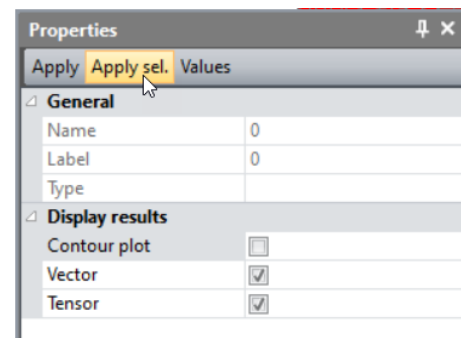 Properties
Apply Apply sel. Values
General
Name 0
Label 0
Type
Display results
Contour plot
Vector
Tensor